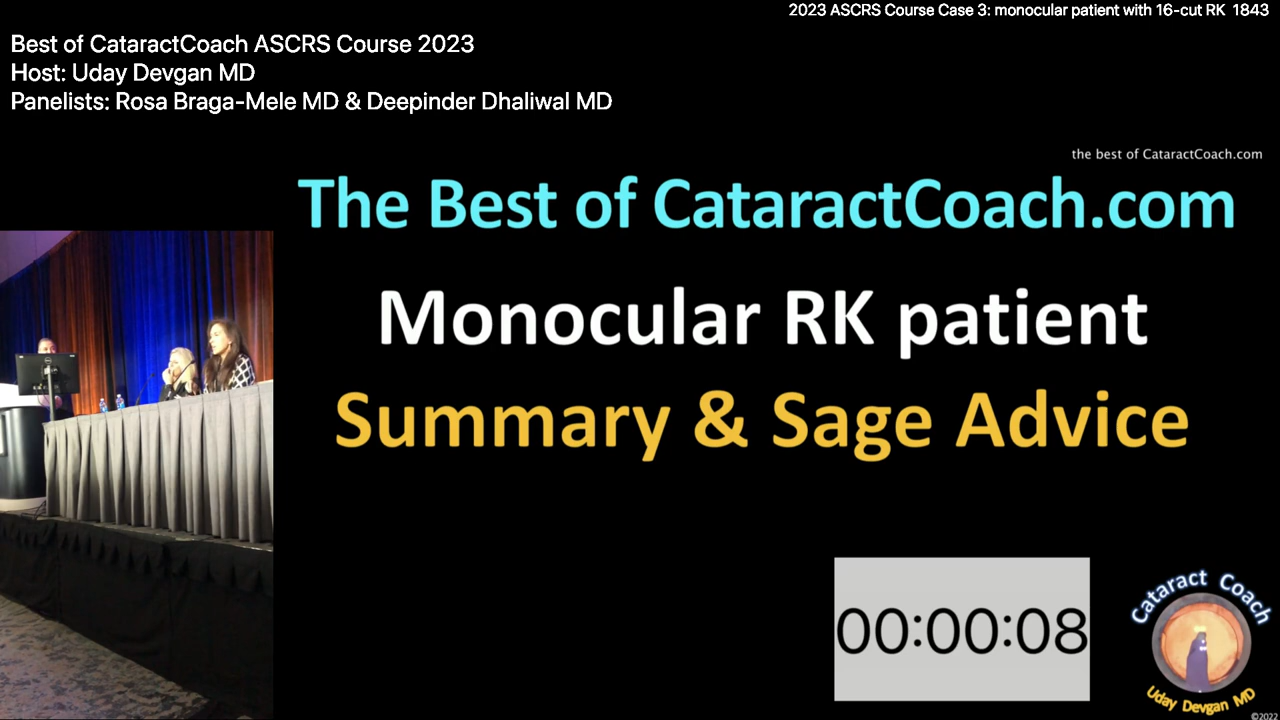 2023 ASCRS Course Case 3: monocular patient with 16-cut RK 1843
Best of CataractCoach ASCRS Course 2023
Host: Uday Devgan MD
Panelists: Rosa Braga-Mele MD & Deepinder Dhaliwal MD
the best of CataractCoach.com
The Best of CataractCoach.com
Monocular RK patient
Summary & Sage Advice
00:00:08
Cataract Coach
Uday Devgan MD
©2022